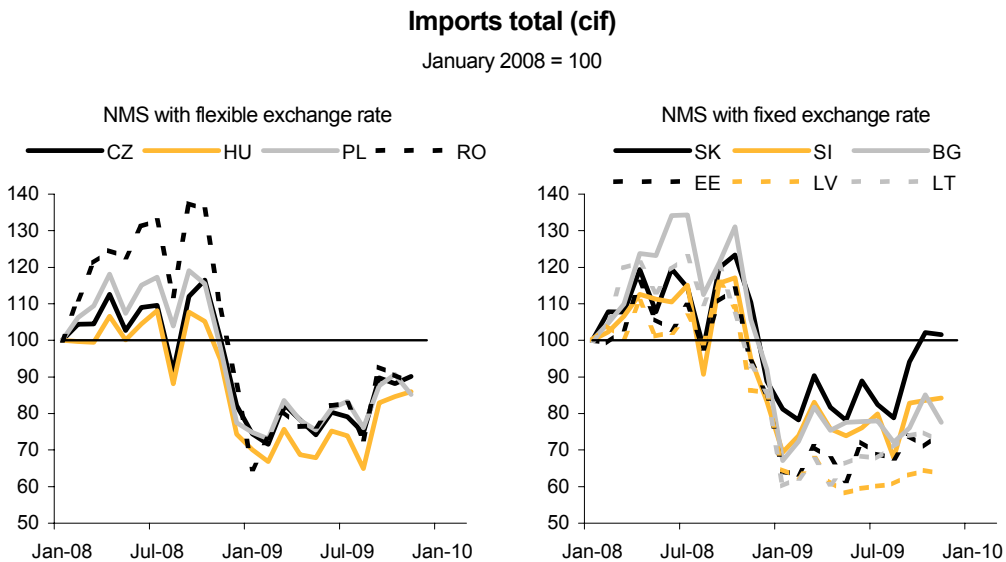 Imports total (cif)
January 2008 = 100
NMS with flexible exchange rate
CZ HU PL RO
140
130
120
110
100
90
80
70
60
50
Jan-08 Jul-08 Jan-09 Jul-09 Jan-10
NMS with fixed exchange rate
SK SI BG
EE LV LT
140
130
120
110
100
90
80
70
60
50
Jan-08 Jul-08 Jan-09 Jul-09 Jan-10